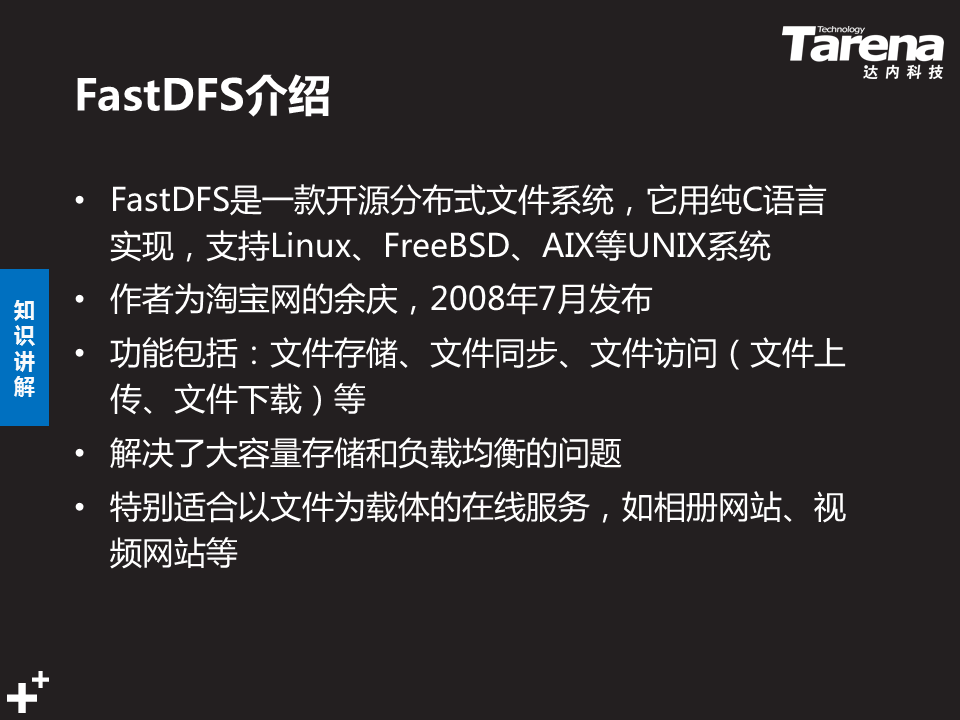 Technology
Tarena
达内科技
FastDFS介绍
• FastDFS是一款开源分布式文件系统，它用纯C语言
实现，支持Linux、FreeBSD、AIX等UNIX系统
• 作者为淘宝网的余庆，2008年7月发布
• 功能包括：文件存储、文件同步、文件访问（文件上
传、文件下载）等
• 解决了大容量存储和负载均衡的问题
• 特别适合以文件为载体的在线服务，如相册网站、视
频网站等
知
识
讲
解